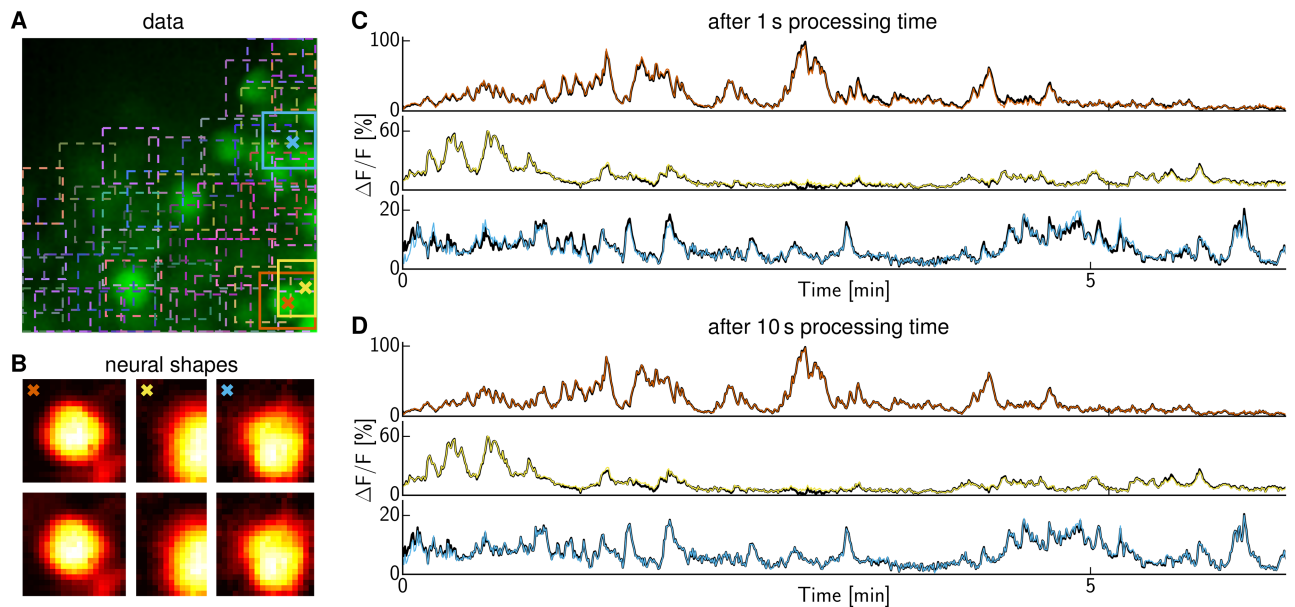 A
data
B
neural shapes
C
after 1 s processing time
100
0
60
0
20
0
ΔF/F [%]
0
5
Time [min]
D
after 10 s processing time
100
0
60
0
20
0
ΔF/F [%]
0
5
Time [min]